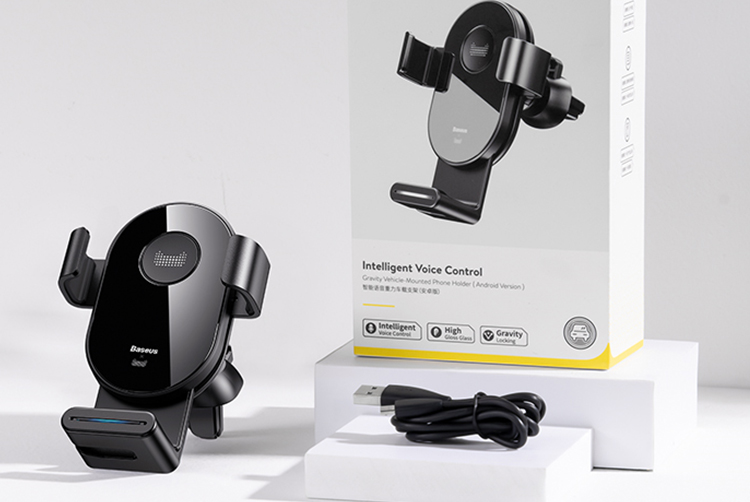 Baseus
Baseus
Intelligent Voice Control
Gravity Vehicle-Mounted Phone Holder ( Android Version )
智能语音重力车载支架(安卓版)
Intelligent
Voice Control
High
Gloss Glass
Gravity
Locking